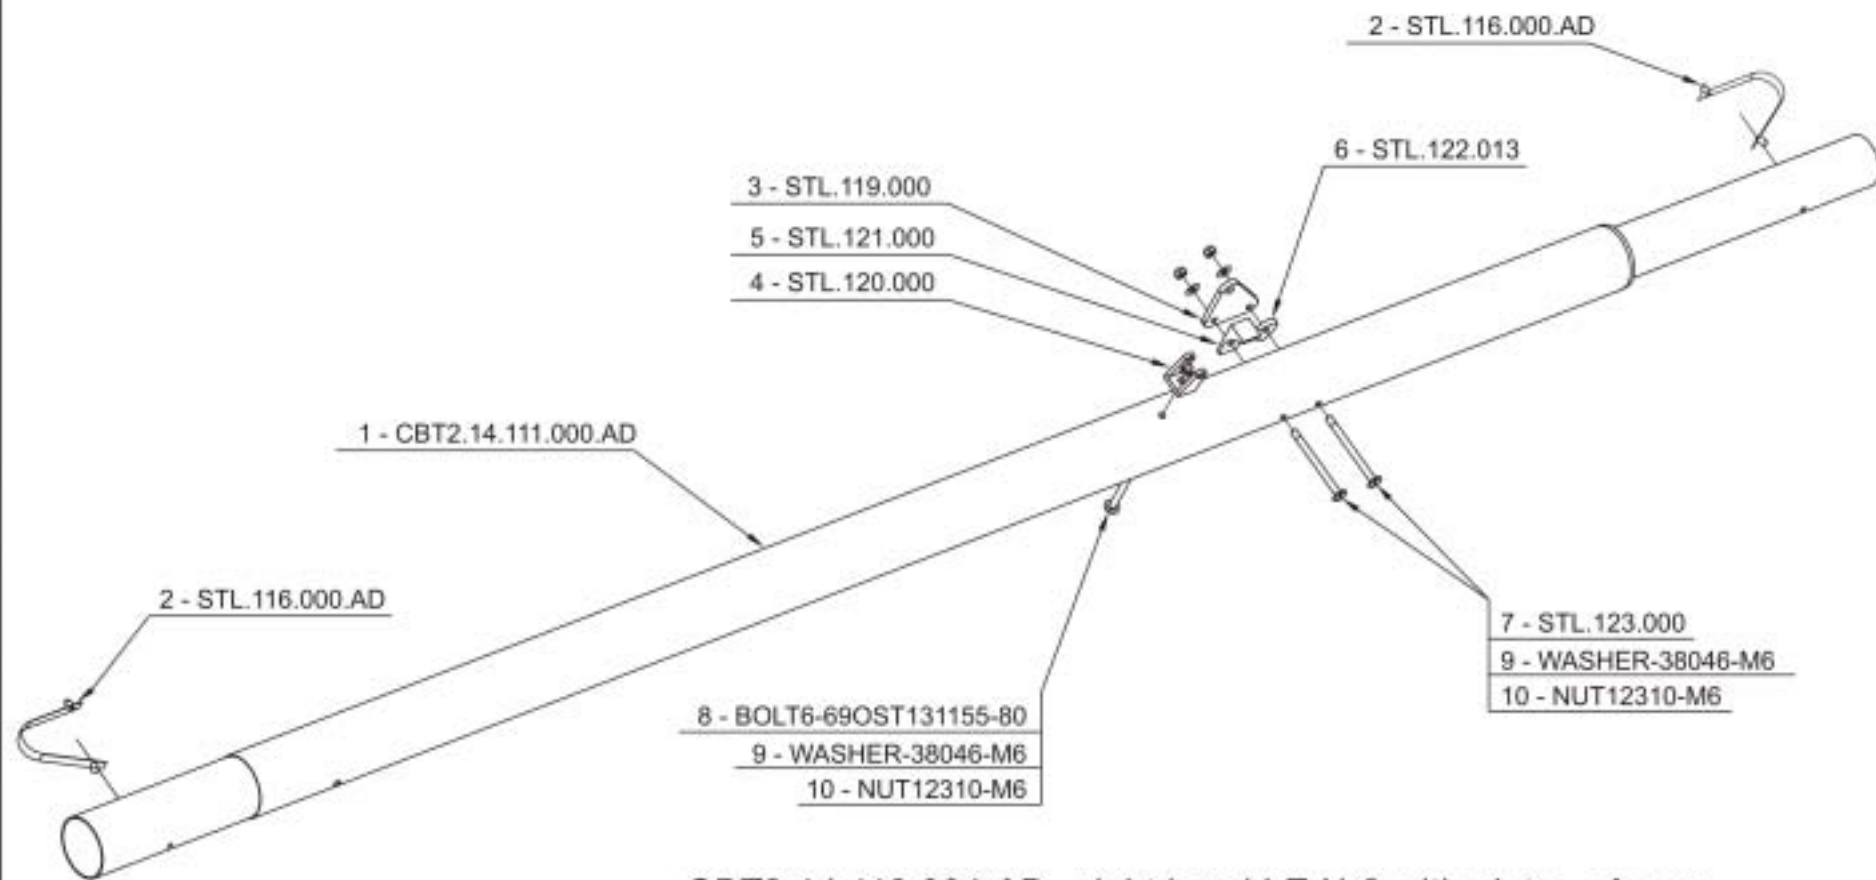 2 - STL.116.000.AD
6 - STL.122.013
3 - STL.119.000
5 - STL.121.000
4 - STL.120.000
1 - CBT2.14.111.000.AD
2 - STL.116.000.AD
7 - STL.123.000
9 - WASHER-38046-M6
10 - NUT12310-M6
8 - BOLT6-69OST131155-80
9 - WASHER-38046-M6
10 - NUT12310-M6